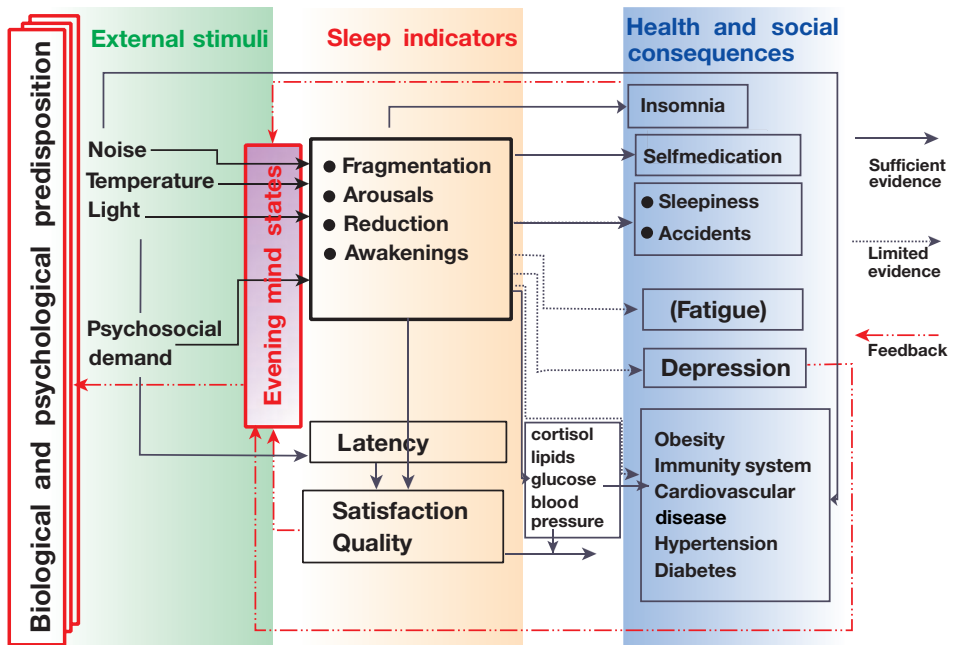 Biological and psychological predisposition
External stimuli
Noise
Temperature
Light
Psychosocial
demand
Evening mind states
Sleep indicators
● Fragmentation
● Arousals
● Reduction
● Awakenings
Latency
Satisfaction
Quality
cortisol
lipids
glucose
blood
pressure
Health and social
consequences
Insomnia
Selfmedication
● Sleepiness
● Accidents
(Fatigue)
Depression
Obesity
Immunity system
Cardiovascular
disease
Hypertension
Diabetes
Sufficient
evidence
Limited
evidence
Feedback